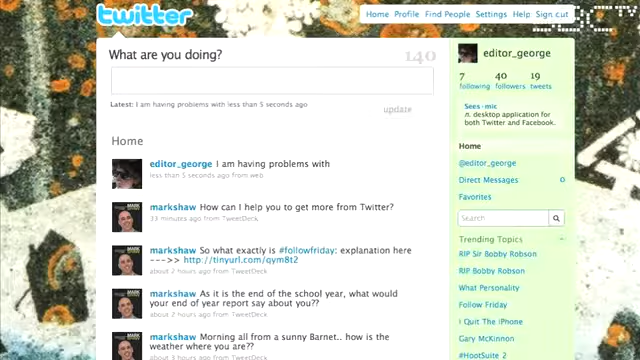 twitter
Home Profile Find People Settings Help Sign out
What are you doing?
140
Latest: I am having problems with less than 5 seconds ago
update
Home
editor_george I am having problems with
less than 5 seconds ago from web
markshaw How can I help you to get more from Twitter?
33 minutes ago from TweetDeck
markshaw So what exactly is #followfriday: explanation here
---->> http://tinyurl.com/qym8t2
about 2 hours ago from TweetDeck
markshaw As it is the end of the school year, what would
your end of year report say about you??
about 2 hours ago from TweetDeck
markshaw Morning all from a sunny Barnet.. how is the
weather where you are??
about 3 hours ago from TweetDeck
editor_george
7 40 19
following followers tweets
Sees·mic
n. desktop application for
both Twitter and Facebook.
Home
@editor_george
Direct Messages 0
Favorites
Search
Trending Topics
RIP Sir Bobby Robson
RIP Bobby Robson
What Personality
Follow Friday
I Quit The iPhone
Gary McKinnon
#HootSuite 2